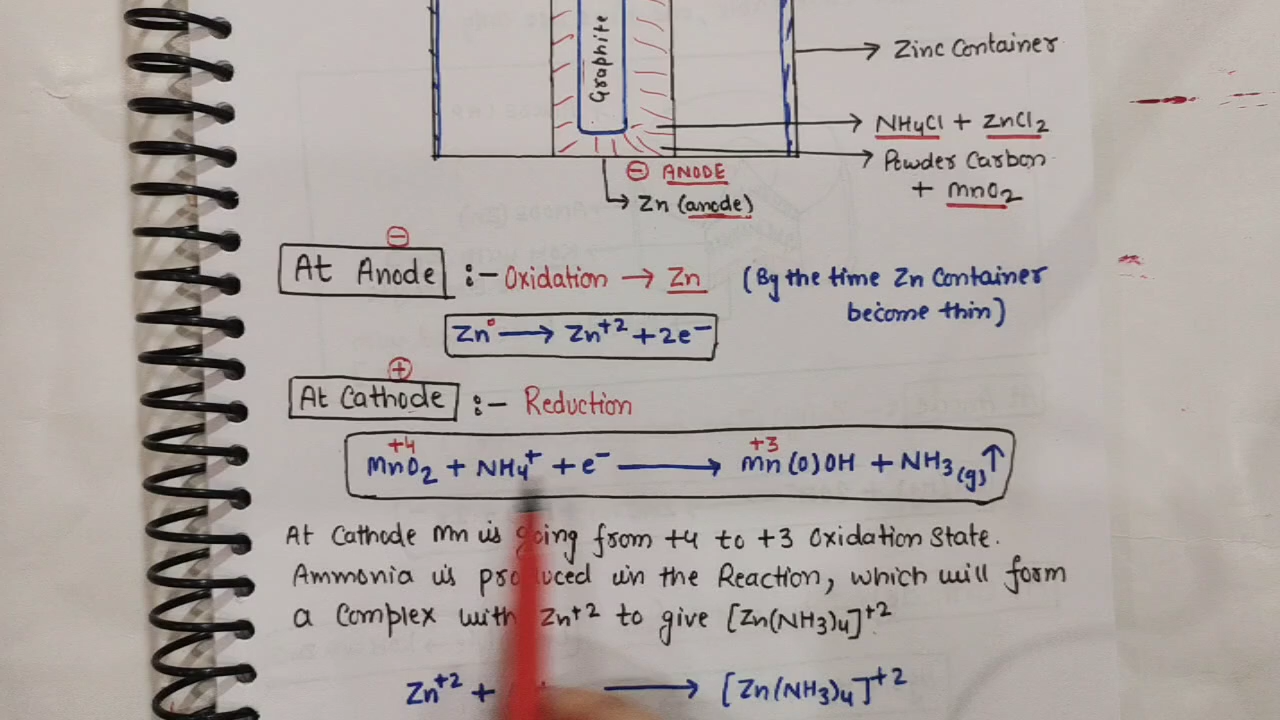 Graphite
Zinc Container
NH4Cl + ZnCl2
Powder Carbon
+ MnO2
⊖ ANODE
Zn (anode)
⊖
At Anode :- Oxidation → Zn (By the time Zn Container
become thin)
Zn° → Zn+2 + 2e-
⊕
At Cathode :- Reduction
+4 +3
MnO2 + NH4+ + e- → Mn(O)OH + NH3(g)↑
At Cathode Mn is going from +4 to +3 Oxidation State.
Ammonia is produced in the Reaction, which will form
a Complex with Zn+2 to give [Zn(NH3)4]+2
Zn+2 + → [Zn(NH3)4]+2